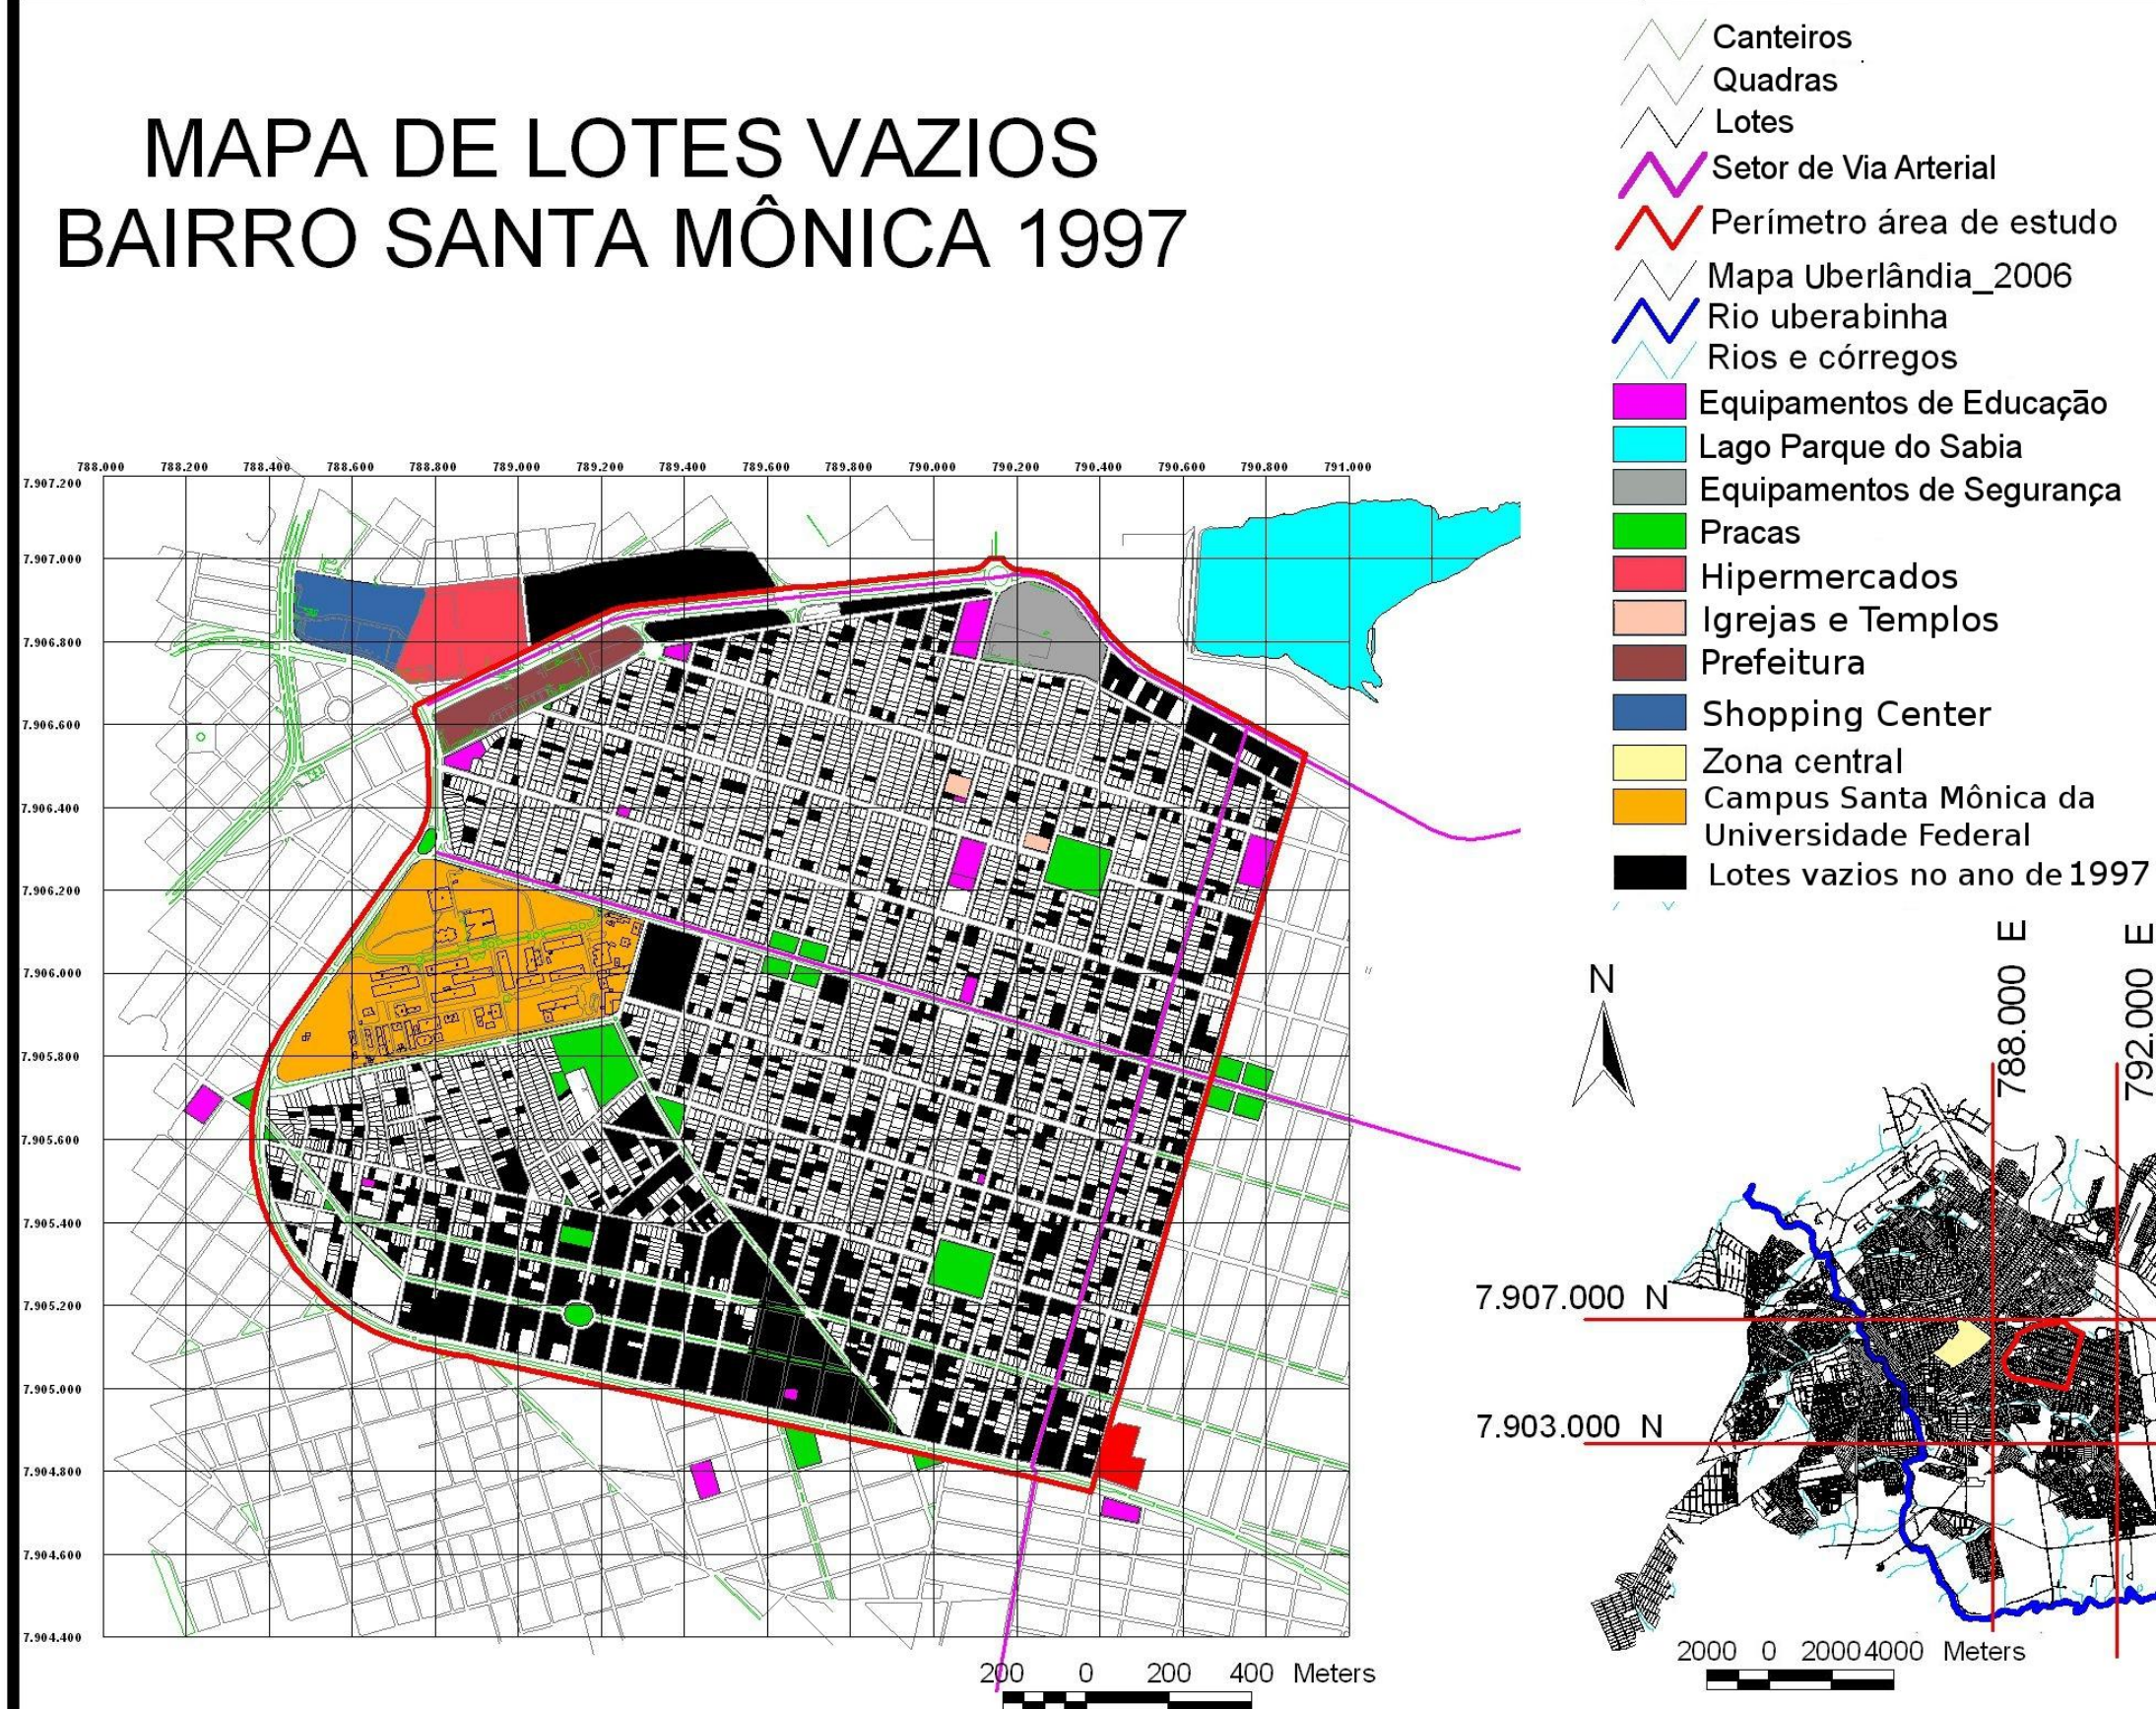 MAPA DE LOTES VAZIOS
BAIRRO SANTA MÔNICA 1997
Canteiros
Quadras
Lotes
Setor de Via Arterial
Perímetro área de estudo
Mapa Uberlândia_2006
Rio uberabinha
Rios e córregos
Equipamentos de Educação
Lago Parque do Sabia
Equipamentos de Segurança
Pracas
Hipermercados
Igrejas e Templos
Prefeitura
Shopping Center
Zona central
Campus Santa Mônica da
Universidade Federal
Lotes vazios no ano de 1997
788.000 788.200 788.400 788.600 788.800 789.000 789.200 789.400 789.600 789.800 790.000 790.200 790.400 790.600 790.800 791.000
7.907.200
7.907.000
7.906.800
7.906.600
7.906.400
7.906.200
7.906.000
7.905.800
7.905.600
7.905.400
7.905.200
7.905.000
7.904.800
7.904.600
7.904.400
200 0 200 400 Meters
N
788.000 E
792.000 E
7.907.000 N
7.903.000 N
2000 0 2000 4000 Meters